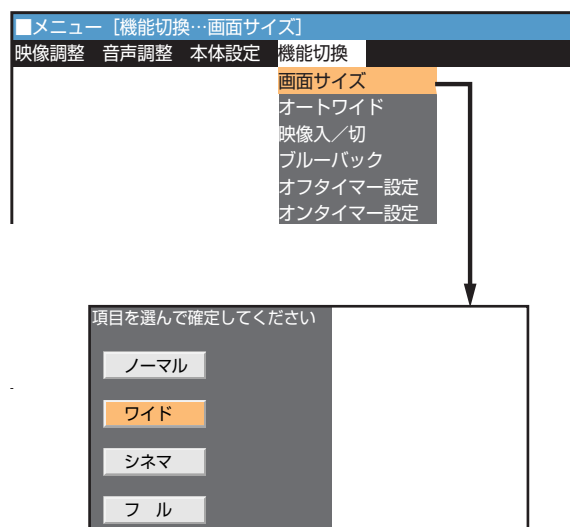 ■メニュー [機能切換…画面サイズ]
映像調整 音声調整 本体設定 機能切換
画面サイズ
オートワイド
映像入/切
ブルーバック
オフタイマー設定
オンタイマー設定
項目を選んで確定してください
ノーマル
ワイド
シネマ
フ ル